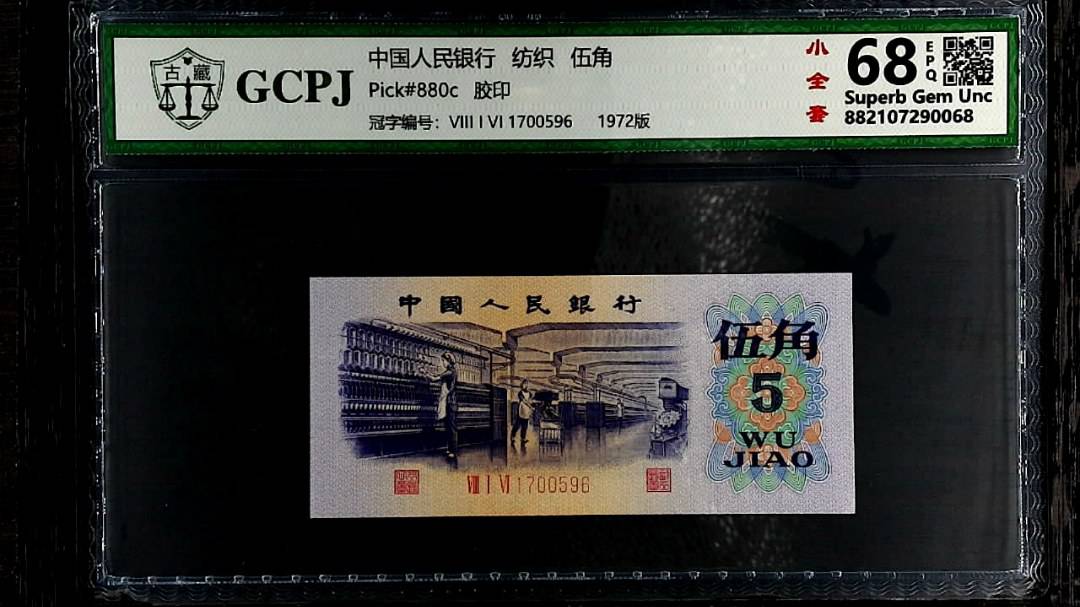 古藏
GCPJ
中国人民银行 纺织 伍角
Pick#880c 胶印
冠字编号: VIII I VI 1700596 1972版
小全套
68 EPQ
Superb Gem Unc
882107290068
中國人民銀行
伍角
5
WU
JIAO
Ⅷ Ⅰ Ⅵ 1700596